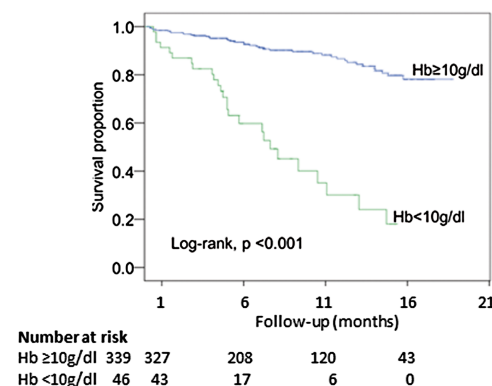 1.0
0.8
0.6
0.4
0.2
0.0
Survival proportion
Hb≥10g/dl
Hb<10g/dl
Log-rank, p <0.001
1 6 11 16 21
Follow-up (months)
Number at risk
Hb ≥10g/dl 339 327 208 120 43
Hb <10g/dl 46 43 17 6 0